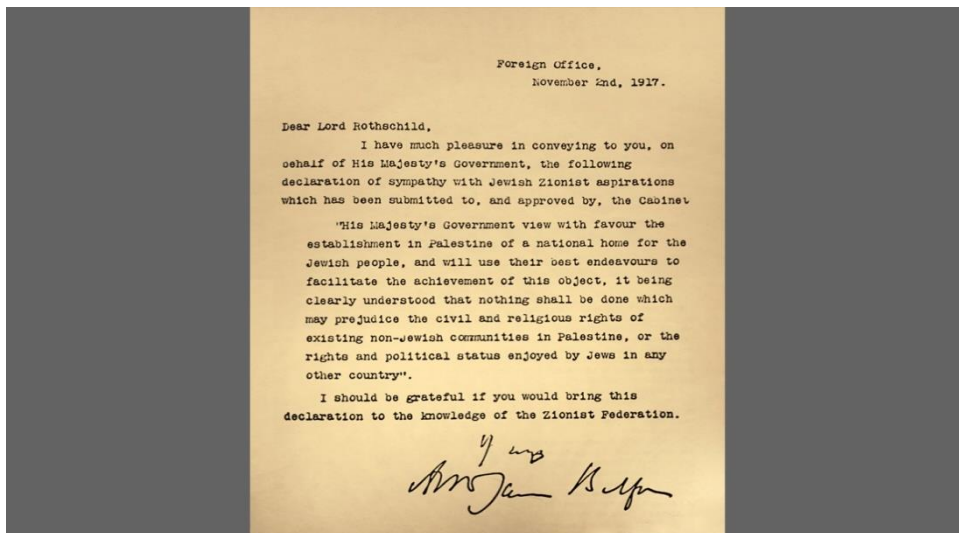 Foreign Office,
November 2nd, 1917.
Dear Lord Rothschild,
I have much pleasure in conveying to you, on
behalf of His Majesty's Government, the following
declaration of sympathy with Jewish Zionist aspirations
which has been submitted to, and approved by, the Cabinet
"His Majesty's Government view with favour the
establishment in Palestine of a national home for the
Jewish people, and will use their best endeavours to
facilitate the achievement of this object, it being
clearly understood that nothing shall be done which
may prejudice the civil and religious rights of
existing non-Jewish communities in Palestine, or the
rights and political status enjoyed by Jews in any
other country".
I should be grateful if you would bring this
declaration to the knowledge of the Zionist Federation.
Arthur James Balfour